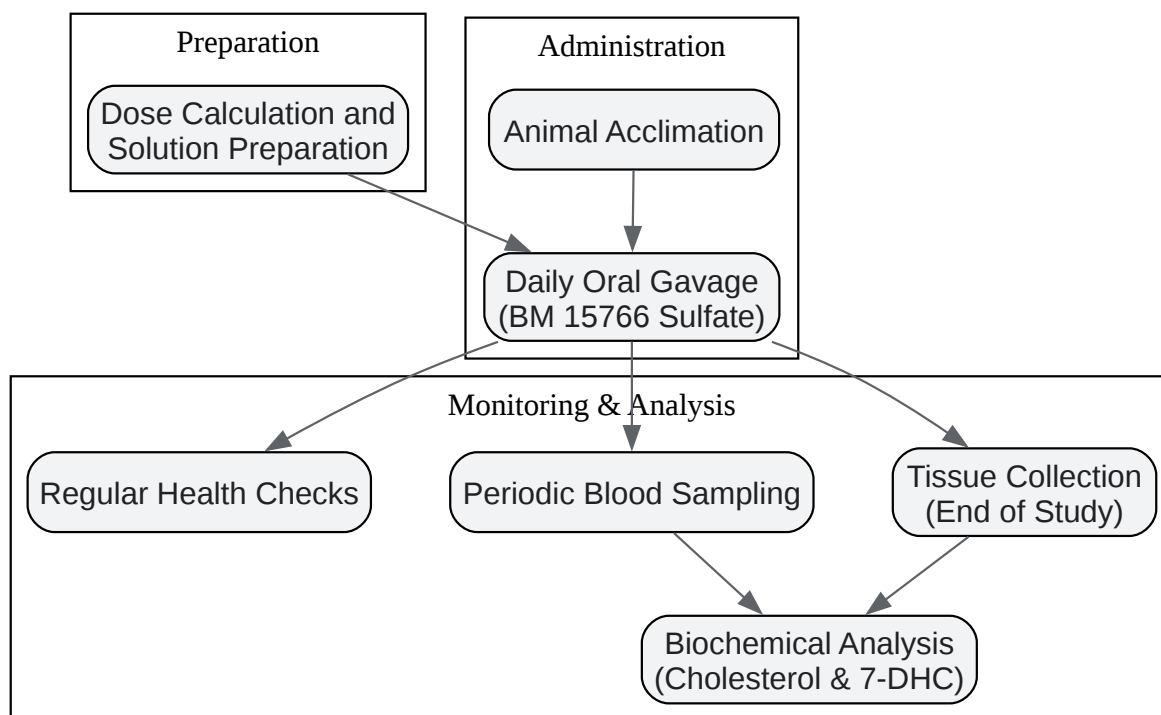 Preparation
Administration
Dose Calculation and
Solution Preparation
Animal Acclimation
Daily Oral Gavage
(BM 15766 Sulfate)
Monitoring & Analysis
Regular Health Checks
Periodic Blood Sampling
Tissue Collection
(End of Study)
Biochemical Analysis
(Cholesterol & 7-DHC)